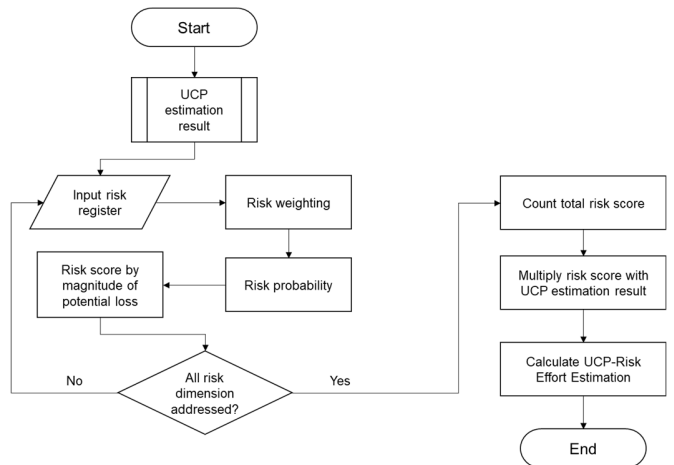 Start
UCP
estimation
result
Input risk
register
Risk weighting
Risk score by
magnitude of
potential loss
Risk probability
All risk
dimension
addressed?
No
Yes
Count total risk score
Multiply risk score with
UCP estimation result
Calculate UCP-Risk
Effort Estimation
End